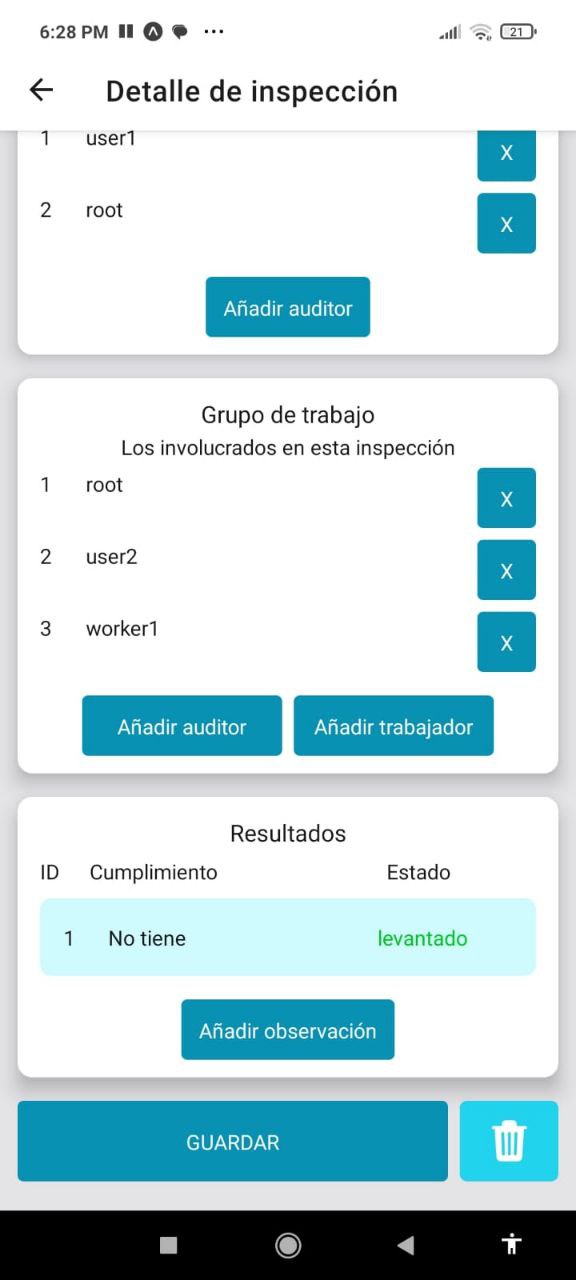 6:28 PM ... 21
Detalle de inspección
1 user1 X
2 root X
Añadir auditor
Grupo de trabajo
Los involucrados en esta inspección
1 root X
2 user2 X
3 worker1 X
Añadir auditor Añadir trabajador
Resultados
ID Cumplimiento Estado
1 No tiene levantado
Añadir observación
GUARDAR